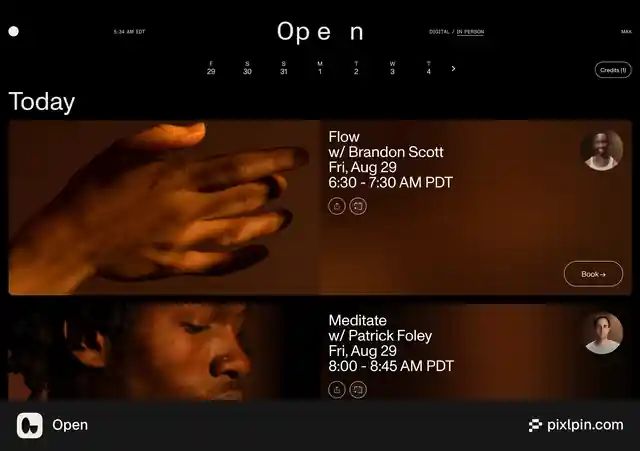 5:34 AM EDT
Open
DIGITAL / IN PERSON
MAX
F S S M T W T
29 30 31 1 2 3 4
Credits (1)
Today
Flow
w/ Brandon Scott
Fri, Aug 29
6:30 - 7:30 AM PDT
Book→
Meditate
w/ Patrick Foley
Fri, Aug 29
8:00 - 8:45 AM PDT
Open
pixlpin.com